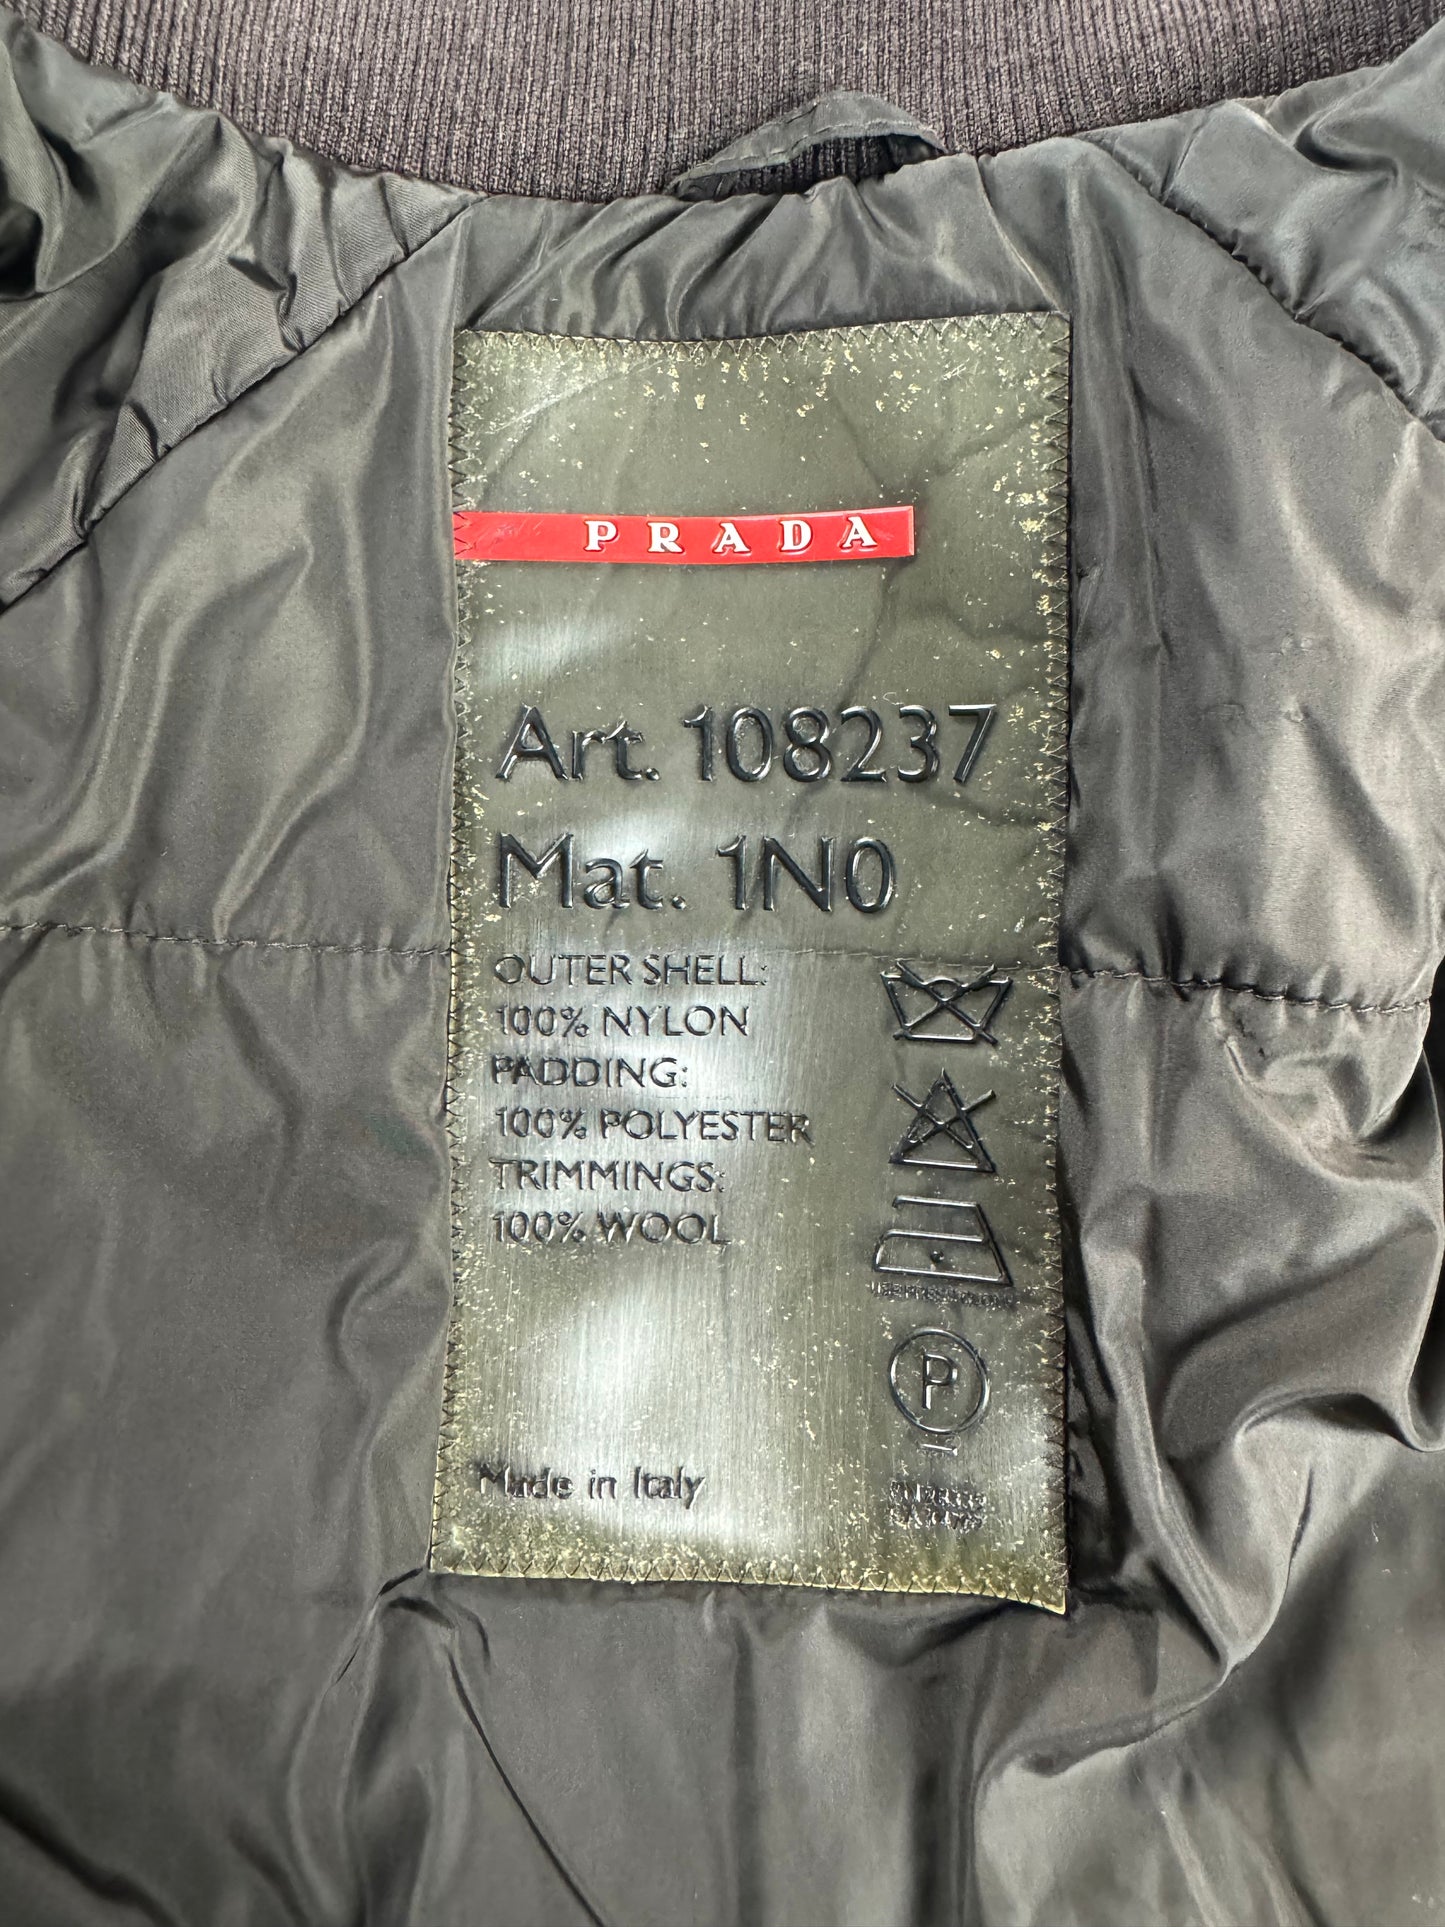 PRADA
Art. 108237
Mat. 1N0
OUTER SHELL:
100% NYLON
PADDING:
100% POLYESTER
TRIMMINGS:
100% WOOL
P
Made in Italy